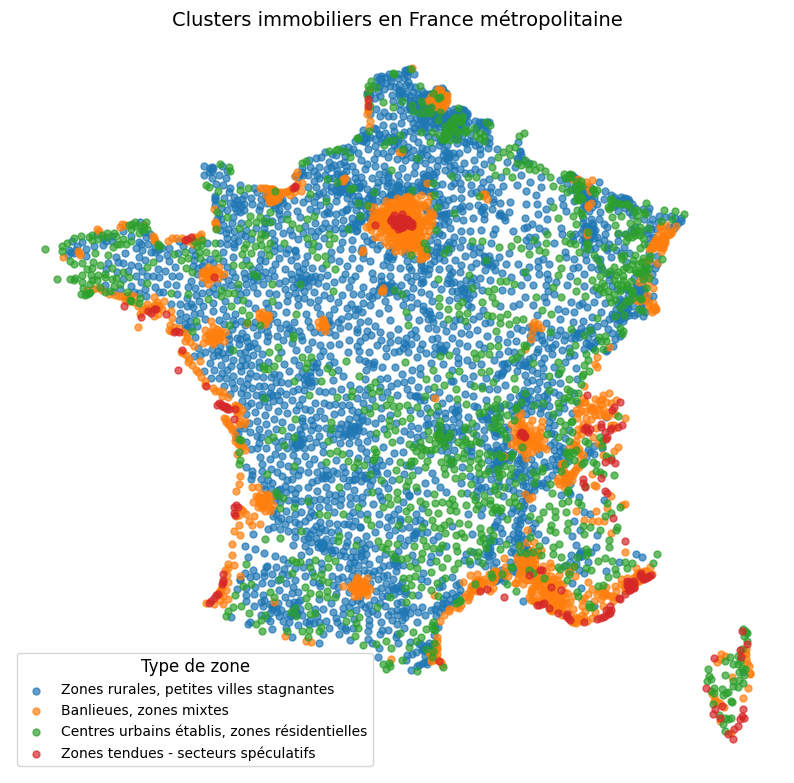 Clusters immobiliers en France métropolitaine
Type de zone
Zones rurales, petites villes stagnantes
Banlieues, zones mixtes
Centres urbains établis, zones résidentielles
Zones tendues - secteurs spéculatifs